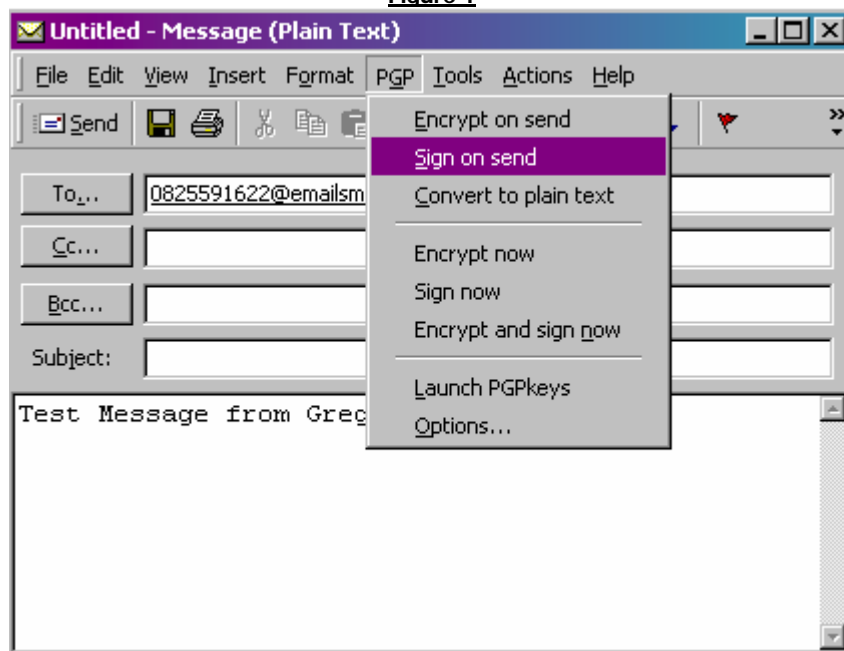 Untitled - Message (Plain Text)
File Edit View Insert Format PGP Tools Actions Help
Send
Encrypt on send
Sign on send
To... 0825591622@emailsm
Convert to plain text
Cc...
Encrypt now
Bcc...
Sign now
Encrypt and sign now
Subject:
Launch PGPkeys
Test Message from Greg
Options...